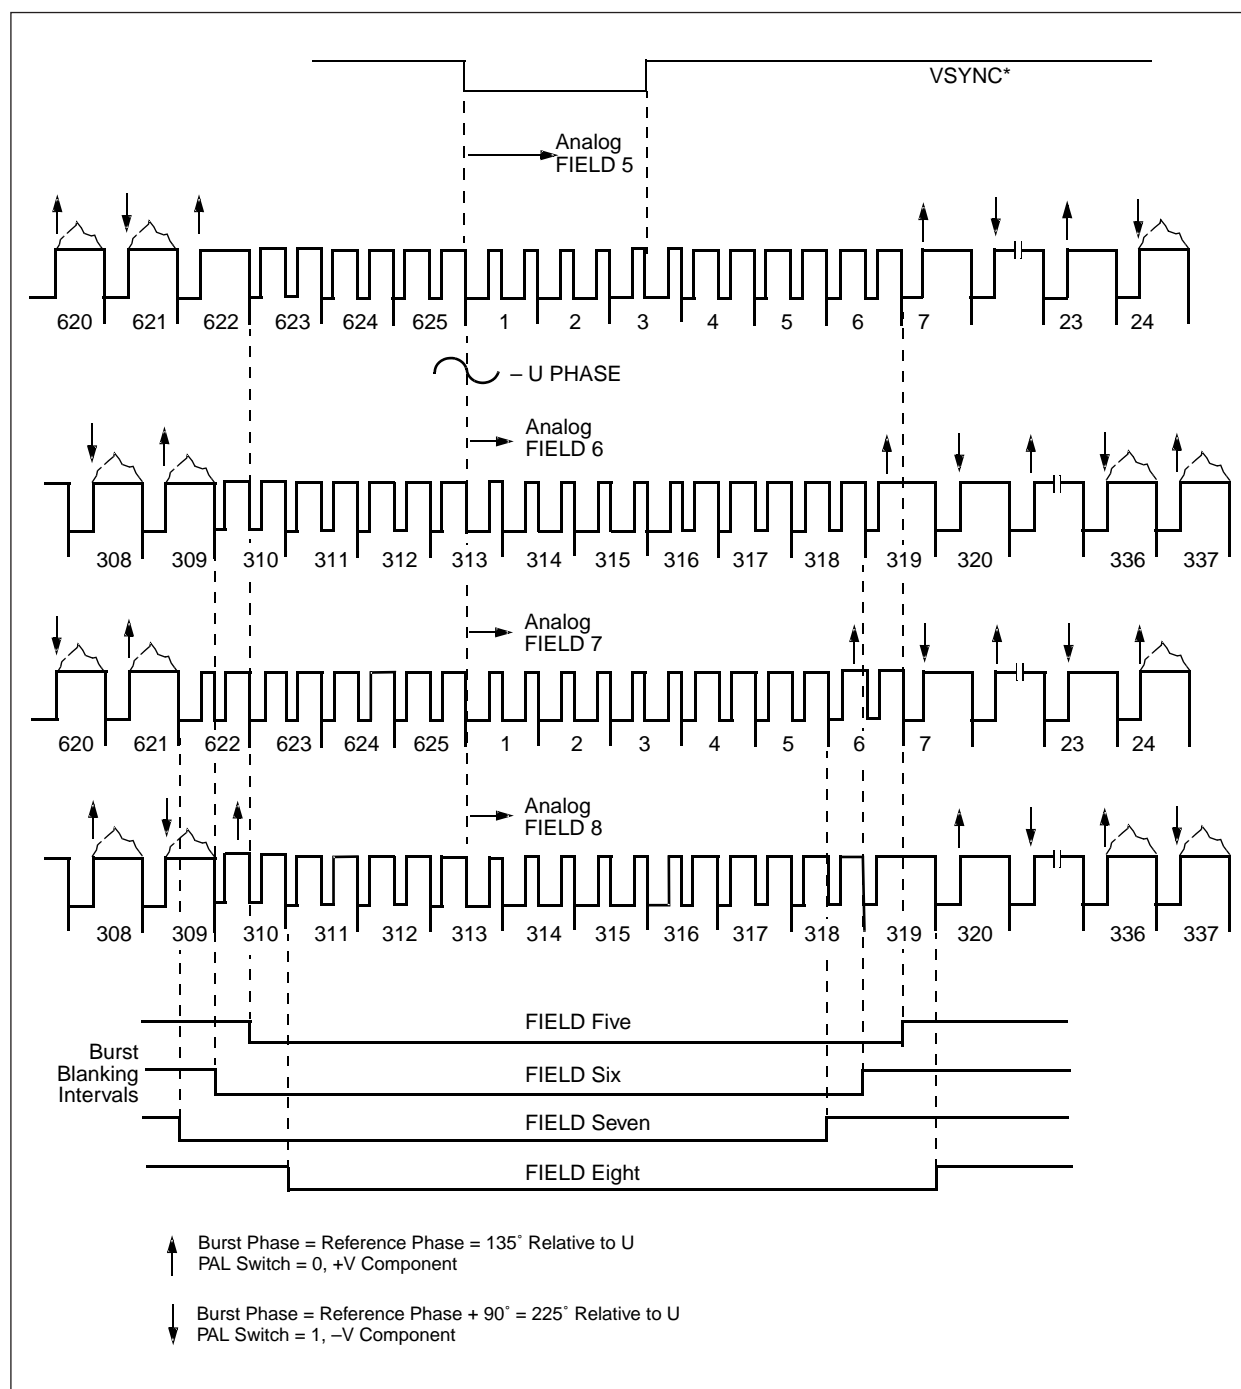 VSYNC*
Analog
FIELD 5
620 621 622 623 624 625 1 2 3 4 5 6 7 23 24
– U PHASE
Analog
FIELD 6
308 309 310 311 312 313 314 315 316 317 318 319 320 336 337
Analog
FIELD 7
620 621 622 623 624 625 1 2 3 4 5 6 7 23 24
Analog
FIELD 8
308 309 310 311 312 313 314 315 316 317 318 319 320 336 337
Burst
Blanking
Intervals
FIELD Five
FIELD Six
FIELD Seven
FIELD Eight
Burst Phase = Reference Phase = 135° Relative to U
PAL Switch = 0, +V Component
Burst Phase = Reference Phase + 90° = 225° Relative to U
PAL Switch = 1, –V Component